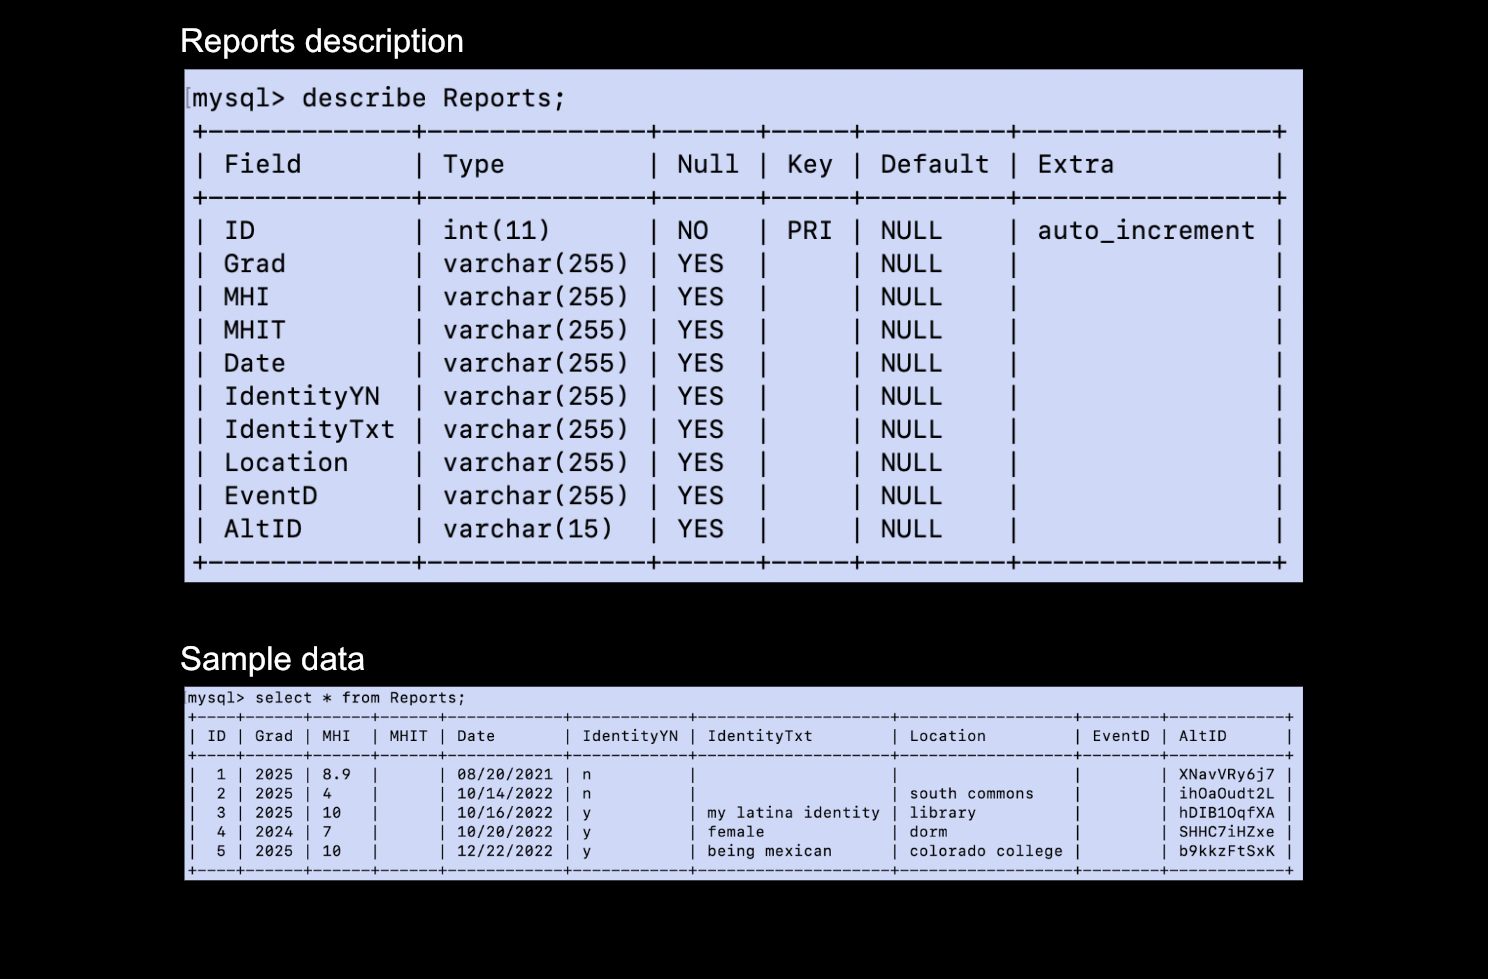 Reports description
[mysql> describe Reports;
+-------------+--------------+------+-----+---------+----------------+
| Field       | Type         | Null | Key | Default | Extra          |
+-------------+--------------+------+-----+---------+----------------+
| ID          | int(11)      | NO   | PRI | NULL    | auto_increment |
| Grad        | varchar(255) | YES  |     | NULL    |                |
| MHI         | varchar(255) | YES  |     | NULL    |                |
| MHIT        | varchar(255) | YES  |     | NULL    |                |
| Date        | varchar(255) | YES  |     | NULL    |                |
| IdentityYN  | varchar(255) | YES  |     | NULL    |                |
| IdentityTxt | varchar(255) | YES  |     | NULL    |                |
| Location    | varchar(255) | YES  |     | NULL    |                |
| EventD      | varchar(255) | YES  |     | NULL    |                |
| AltID       | varchar(15)  | YES  |     | NULL    |                |
+-------------+--------------+------+-----+---------+----------------+
Sample data
[mysql> select * from Reports;
+----+------+------+------+------------+------------+--------------------+------------------+--------+------------+
| ID | Grad | MHI  | MHIT | Date       | IdentityYN | IdentityTxt        | Location         | EventD | AltID      |
+----+------+------+------+------------+------------+--------------------+------------------+--------+------------+
|  1 | 2025 | 8.9  |      | 08/20/2021 | n          |                    |                  |        | XNavVRy6j7 |
|  2 | 2025 | 4    |      | 10/14/2022 | n          |                    | south commons    |        | ihOaOudt2L |
|  3 | 2025 | 10   |      | 10/16/2022 | y          | my latina identity | library          |        | hDIB1OqfXA |
|  4 | 2024 | 7    |      | 10/20/2022 | y          | female             | dorm             |        | SHHC7iHZxe |
|  5 | 2025 | 10   |      | 12/22/2022 | y          | being mexican      | colorado college |        | b9kkzFtSxK |
+----+------+------+------+------------+------------+--------------------+------------------+--------+------------+